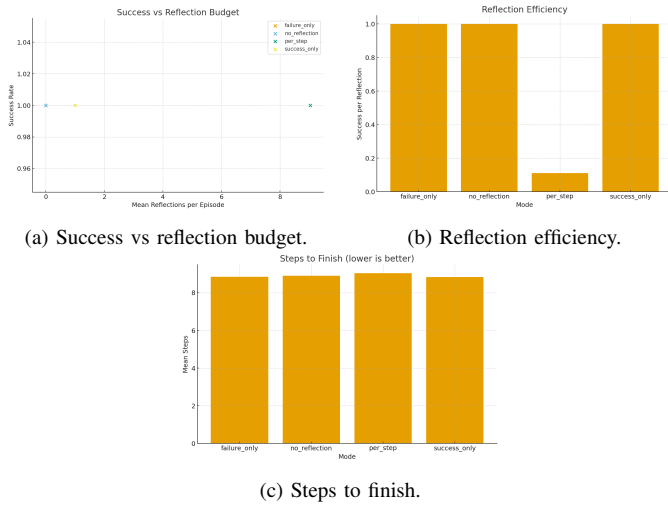 Success vs Reflection Budget
failure_only
no_reflection
per_step
success_only
1.04
1.02
1.00
0.98
0.96
Success Rate
0 2 4 6 8
Mean Reflections per Episode
(a) Success vs reflection budget.
Reflection Efficiency
1.0
0.8
0.6
0.4
0.2
0.0
Success per Reflection
failure_only no_reflection per_step success_only
Mode
(b) Reflection efficiency.
Steps to Finish (lower is better)
8
6
4
2
0
Mean Steps
failure_only no_reflection per_step success_only
Mode
(c) Steps to finish.